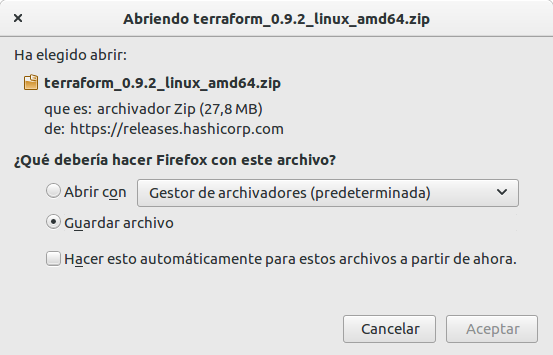 Abriendo terraform_0.9.2_linux_amd64.zip
Ha elegido abrir:
terraform_0.9.2_linux_amd64.zip
que es: archivador Zip (27,8 MB)
de: https://releases.hashicorp.com
¿Qué debería hacer Firefox con este archivo?
Abrir con Gestor de archivadores (predeterminada)
Guardar archivo
Hacer esto automáticamente para estos archivos a partir de ahora.
Cancelar Aceptar